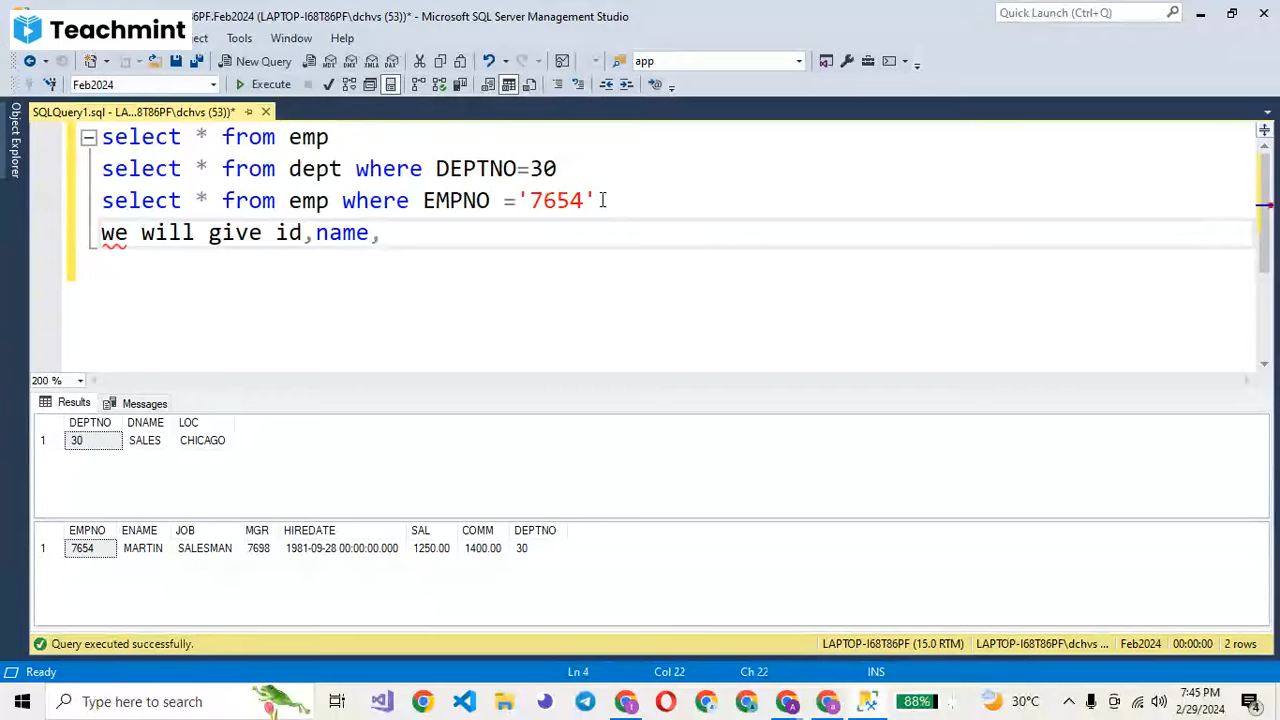 PF.Feb2024 (LAPTOP-I68T86PF\dchvs (53))* - Microsoft SQL Server Management Studio
Quick Launch (Ctrl+Q)
Teachmint
Tools Window Help
New Query
app
Feb2024
Execute
SQLQuery1.sql - LA...8T86PF\dchvs (53))*
Object Explorer
select * from emp
select * from dept where DEPTNO=30
select * from emp where EMPNO ='7654'
we will give id,name,
200 %
Results Messages
DEPTNO DNAME LOC
1 30 SALES CHICAGO
EMPNO ENAME JOB MGR HIREDATE SAL COMM DEPTNO
1 7654 MARTIN SALESMAN 7698 1981-09-28 00:00:00.000 1250.00 1400.00 30
Query executed successfully. LAPTOP-I68T86PF (15.0 RTM) LAPTOP-I68T86PF\dchvs ... Feb2024 00:00:00 2 rows
Ready Ln 4 Col 22 Ch 22 INS
Type here to search 88% 30°C 7:45 PM
2/29/2024